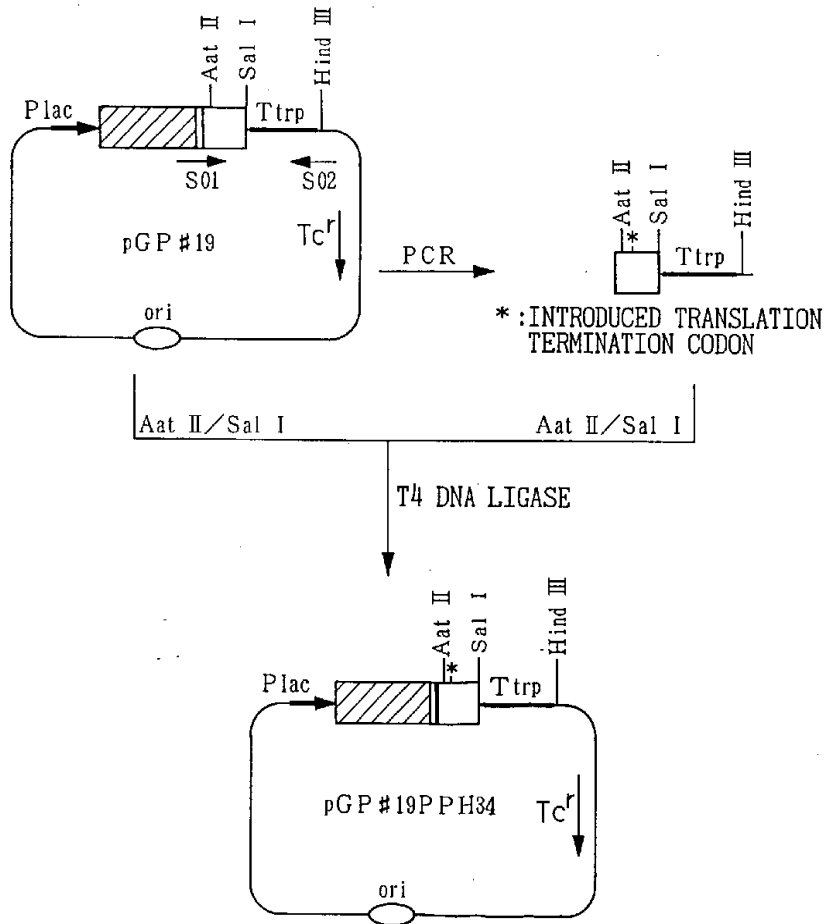 Aat II
Sal I
Hind III
Plac
Ttrp
S01
S02
pGP#19
Tcʳ
ori
PCR
Aat II
*
Sal I
Hind III
Ttrp
* :INTRODUCED TRANSLATION
TERMINATION CODON
Aat II/Sal I
Aat II/Sal I
T4 DNA LIGASE
Aat II
*
Sal I
Hind III
Plac
Ttrp
pGP#19PPH34
Tcʳ
ori